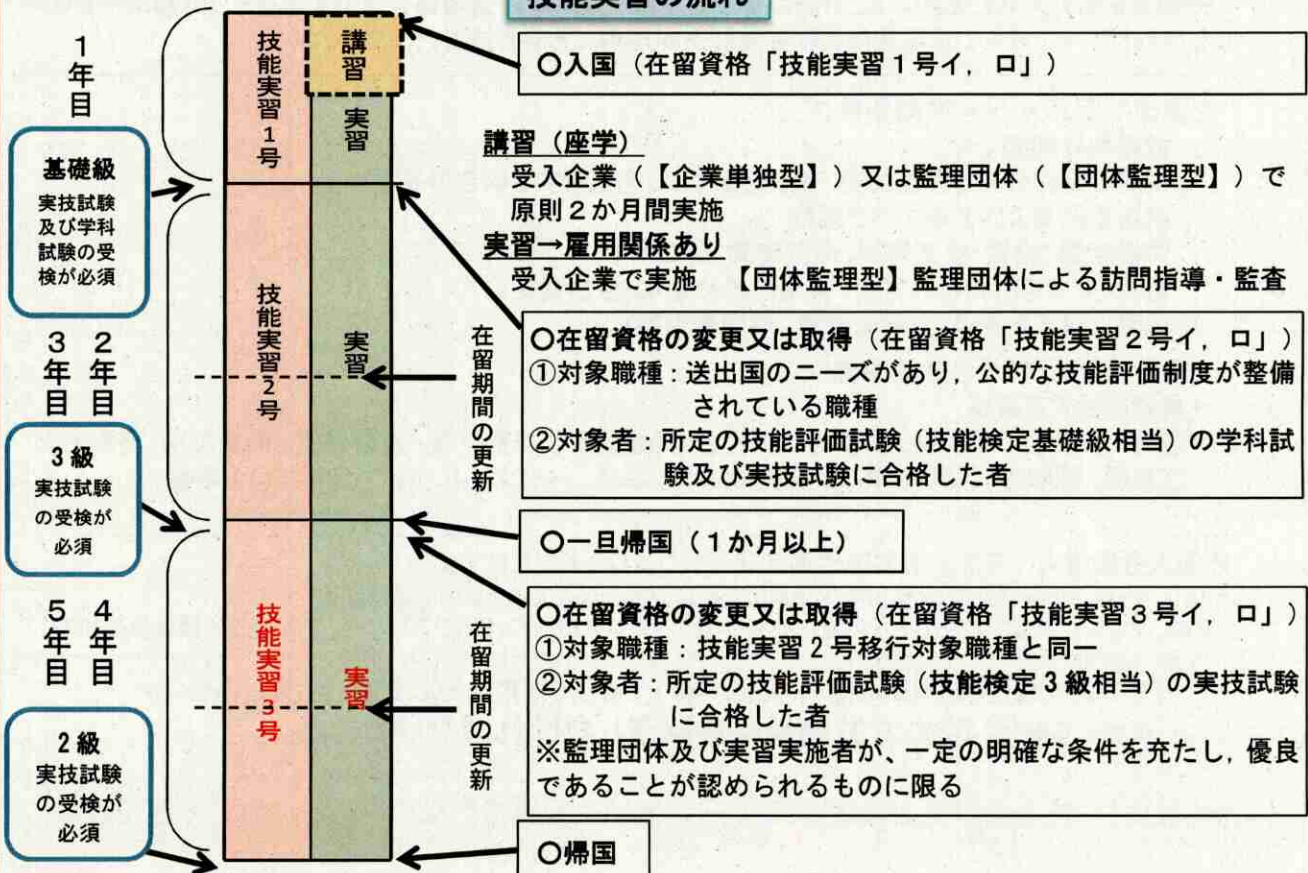 技能実習の流れ
1年目
技能実習1号
講習
実習
○入国（在留資格「技能実習1号イ，ロ」）
基礎級
実技試験
及び学科
試験の受
検が必須
講習（座学）
受入企業（【企業単独型】）又は監理団体（【団体監理型】）で
原則2か月間実施
実習→雇用関係あり
受入企業で実施　【団体監理型】監理団体による訪問指導・監査
2年目
3年目
技能実習2号
実習
在留期間の更新
○在留資格の変更又は取得（在留資格「技能実習2号イ，ロ」）
①対象職種：送出国のニーズがあり，公的な技能評価制度が整備
されている職種
②対象者：所定の技能評価試験（技能検定基礎級相当）の学科試
験及び実技試験に合格した者
3級
実技試験
の受検が
必須
○一旦帰国（1か月以上）
4年目
5年目
技能実習3号
実習
在留期間の更新
○在留資格の変更又は取得（在留資格「技能実習3号イ，ロ」）
①対象職種：技能実習2号移行対象職種と同一
②対象者：所定の技能評価試験（技能検定3級相当）の実技試験
に合格した者
※監理団体及び実習実施者が、一定の明確な条件を充たし，優良
であることが認められるものに限る
2級
実技試験
の受検が
必須
○帰国